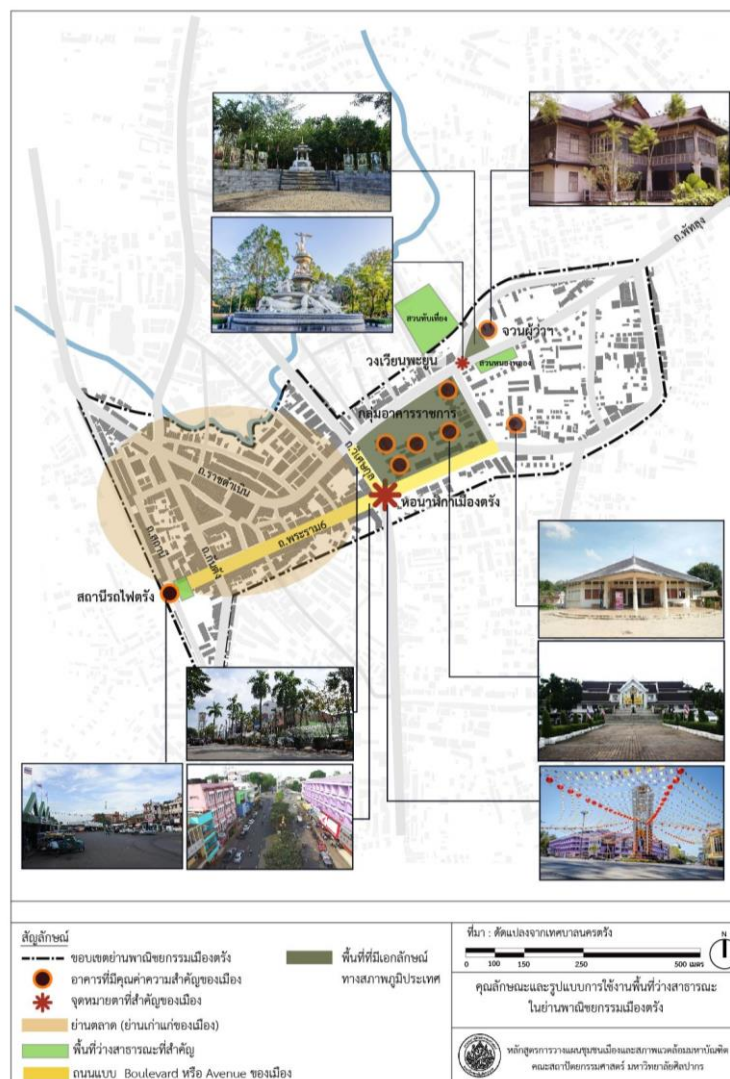 ถ.พัทลุง
สวนทับเที่ยง
จวนผู้ว่าฯ
วงเวียนพะยูน
กลุ่มอาคารราชการ
ถ.วิเศษกุล
ถ.ราชดำเนิน
หอนาฬิกาเมืองตรัง
ถ.พระราม6
ถ.สถานี
ถ.กันตัง
สถานีรถไฟตรัง
สัญลักษณ์
ขอบเขตย่านพาณิชยกรรมเมืองตรัง
อาคารที่มีคุณค่าความสำคัญของเมือง
จุดหมายตาที่สำคัญของเมือง
ย่านตลาด (ย่านเก่าแก่ของเมือง)
พื้นที่ว่างสาธารณะที่สำคัญ
ถนนแบบ Boulevard หรือ Avenue ของเมือง
พื้นที่ที่มีเอกลักษณ์
ทางสภาพภูมิประเทศ
ที่มา : ดัดแปลงจากเทศบาลนครตรัง
N
0 100 150 250 500 เมตร
คุณลักษณะและรูปแบบการใช้งานพื้นที่ว่างสาธารณะ
ในย่านพาณิชยกรรมเมืองตรัง
หลักสูตรการวางแผนชุมชนเมืองและสภาพแวดล้อมมหาบัณฑิต
คณะสถาปัตยกรรมศาสตร์ มหาวิทยาลัยศิลปากร